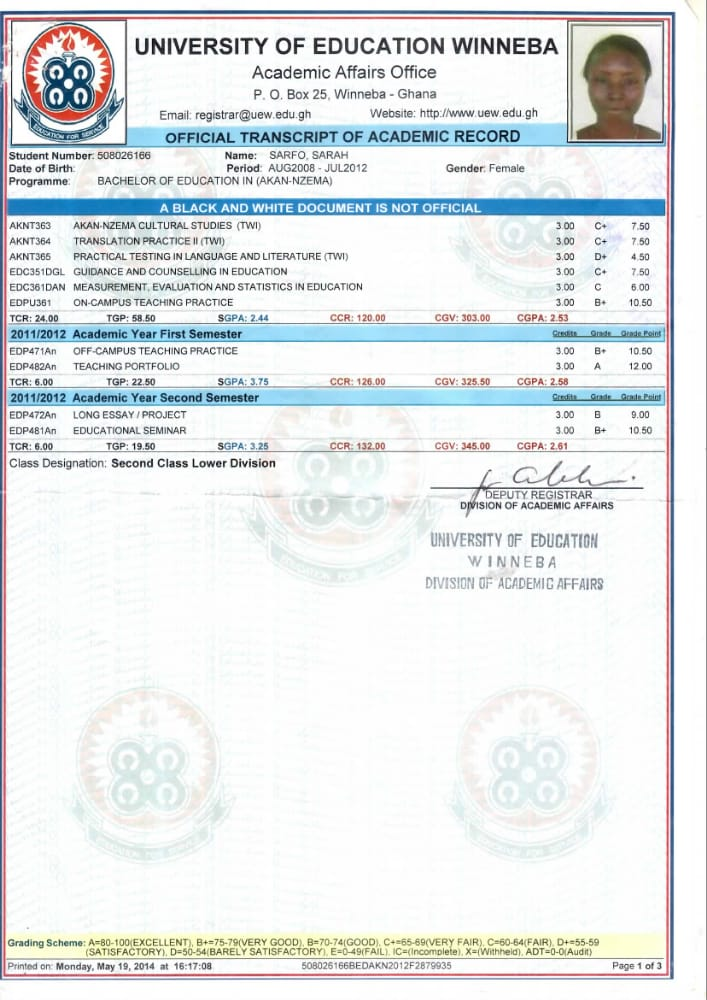 UNIVERSITY OF EDUCATION WINNEBA
Academic Affairs Office
P. O. Box 25, Winneba - Ghana
Email: registrar@uew.edu.gh Website: http://www.uew.edu.gh
EDUCATION FOR SERVICE
OFFICIAL TRANSCRIPT OF ACADEMIC RECORD
Student Number: 508026166 Name: SARFO, SARAH
Date of Birth: Period: AUG2008 - JUL2012 Gender: Female
Programme: BACHELOR OF EDUCATION IN (AKAN-NZEMA)
A BLACK AND WHITE DOCUMENT IS NOT OFFICIAL
AKNT363 AKAN-NZEMA CULTURAL STUDIES (TWI) 3.00 C+ 7.50
AKNT364 TRANSLATION PRACTICE II (TWI) 3.00 C+ 7.50
AKNT365 PRACTICAL TESTING IN LANGUAGE AND LITERATURE (TWI) 3.00 D+ 4.50
EDC351DGL GUIDANCE AND COUNSELLING IN EDUCATION 3.00 C+ 7.50
EDC361DAN MEASUREMENT, EVALUATION AND STATISTICS IN EDUCATION 3.00 C 6.00
EDPU361 ON-CAMPUS TEACHING PRACTICE 3.00 B+ 10.50
TCR: 24.00 TGP: 58.50 SGPA: 2.44 CCR: 120.00 CGV: 303.00 CGPA: 2.53
2011/2012 Academic Year First Semester Credits Grade Grade Point
EDP471An OFF-CAMPUS TEACHING PRACTICE 3.00 B+ 10.50
EDP482An TEACHING PORTFOLIO 3.00 A 12.00
TCR: 6.00 TGP: 22.50 SGPA: 3.75 CCR: 126.00 CGV: 325.50 CGPA: 2.58
2011/2012 Academic Year Second Semester Credits Grade Grade Point
EDP472An LONG ESSAY / PROJECT 3.00 B 9.00
EDP481An EDUCATIONAL SEMINAR 3.00 B+ 10.50
TCR: 6.00 TGP: 19.50 SGPA: 3.25 CCR: 132.00 CGV: 345.00 CGPA: 2.61
Class Designation: Second Class Lower Division
DEPUTY REGISTRAR
DIVISION OF ACADEMIC AFFAIRS
UNIVERSITY OF EDUCATION
WINNEBA
DIVISION OF ACADEMIC AFFAIRS
Grading Scheme: A=80-100(EXCELLENT), B+=75-79(VERY GOOD), B=70-74(GOOD), C+=65-69(VERY FAIR), C=60-64(FAIR), D+=55-59
(SATISFACTORY), D=50-54(BARELY SATISFACTORY), E=0-49(FAIL), IC=(Incomplete), X=(Withheld), ADT=0-0(Audit)
Printed on: Monday, May 19, 2014 at 16:17:08 508026166BEDAKN2012F2879935 Page 1 of 3